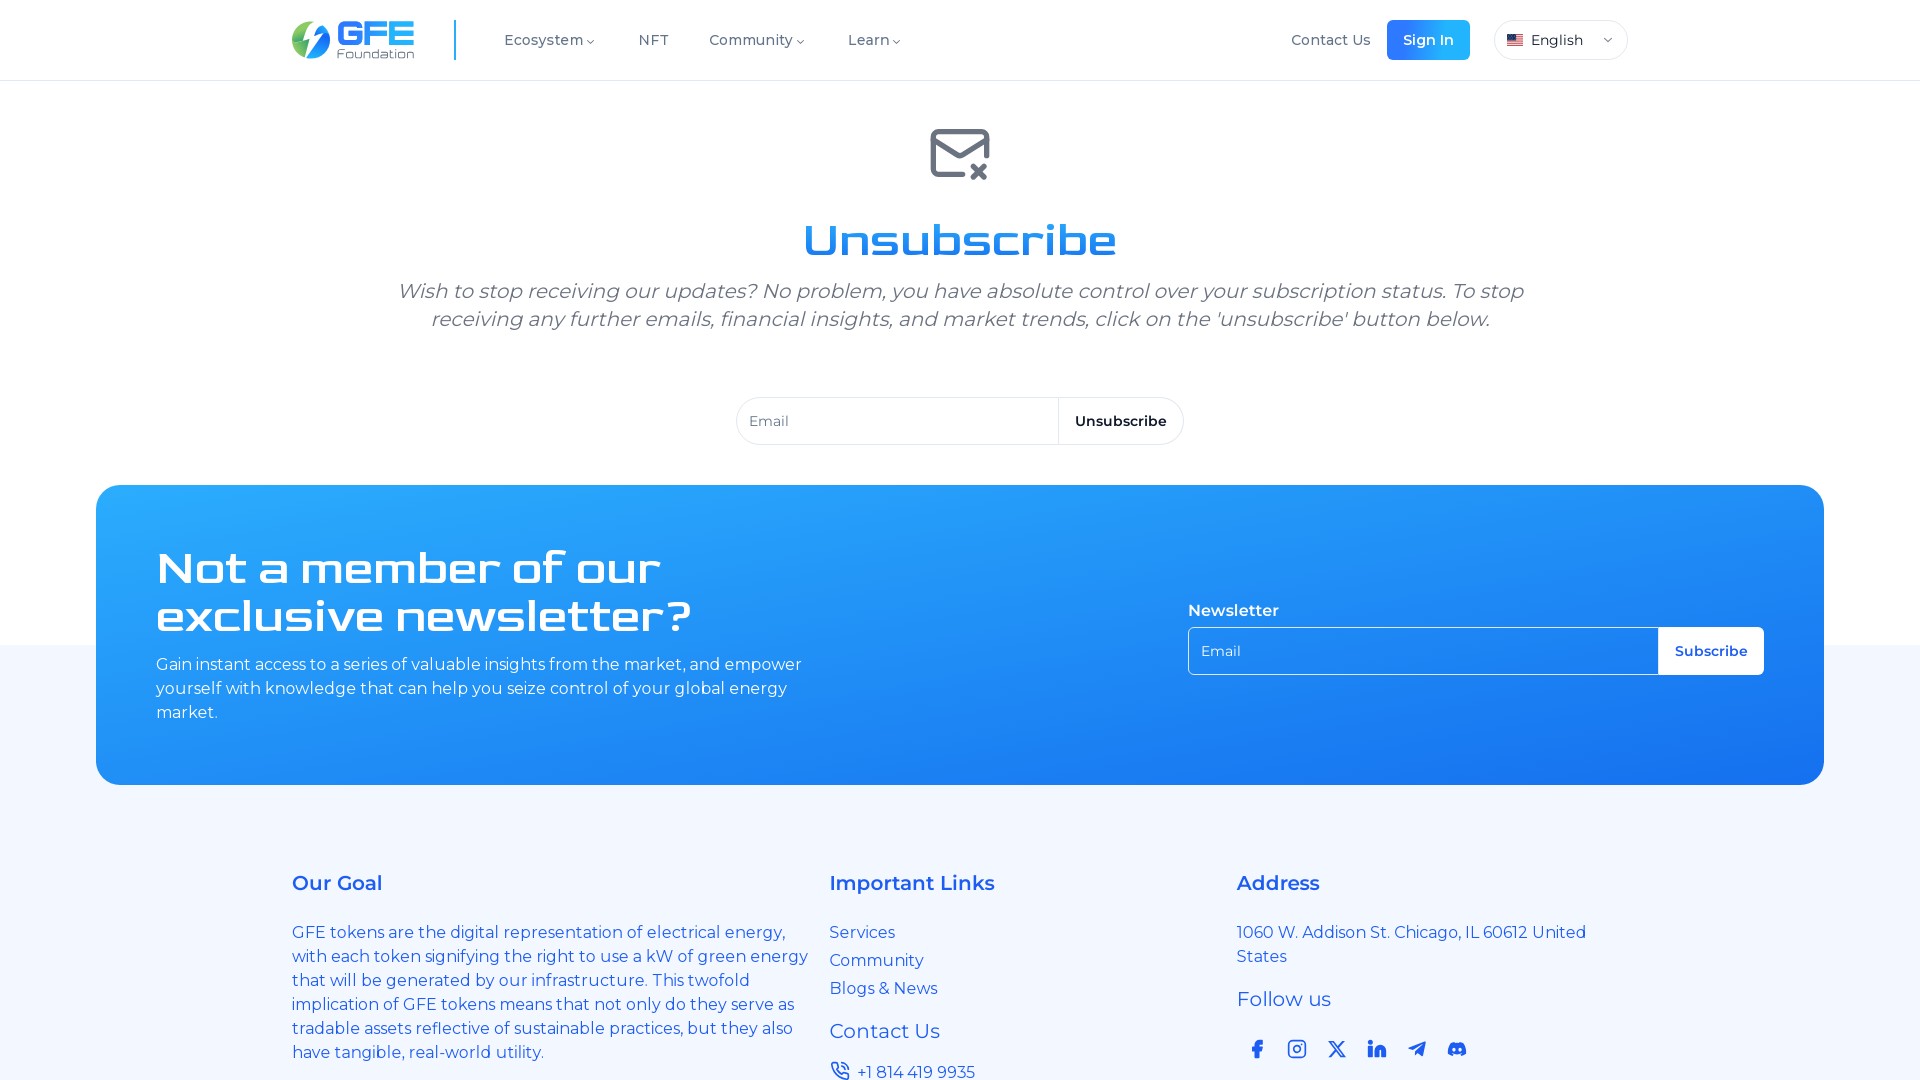 GFE
Foundation
Ecosystem
NFT
Community
Learn
Contact Us
Sign In
English
Unsubscribe
Wish to stop receiving our updates? No problem, you have absolute control over your subscription status. To stop
receiving any further emails, financial insights, and market trends, click on the 'unsubscribe' button below.
Email
Unsubscribe
Not a member of our
exclusive newsletter?
Gain instant access to a series of valuable insights from the market, and empower
yourself with knowledge that can help you seize control of your global energy
market.
Newsletter
Email
Subscribe
Our Goal
GFE tokens are the digital representation of electrical energy,
with each token signifying the right to use a kW of green energy
that will be generated by our infrastructure. This twofold
implication of GFE tokens means that not only do they serve as
tradable assets reflective of sustainable practices, but they also
have tangible, real-world utility.
Important Links
Services
Community
Blogs & News
Contact Us
+1 814 419 9935
Address
1060 W. Addison St. Chicago, IL 60612 United
States
Follow us